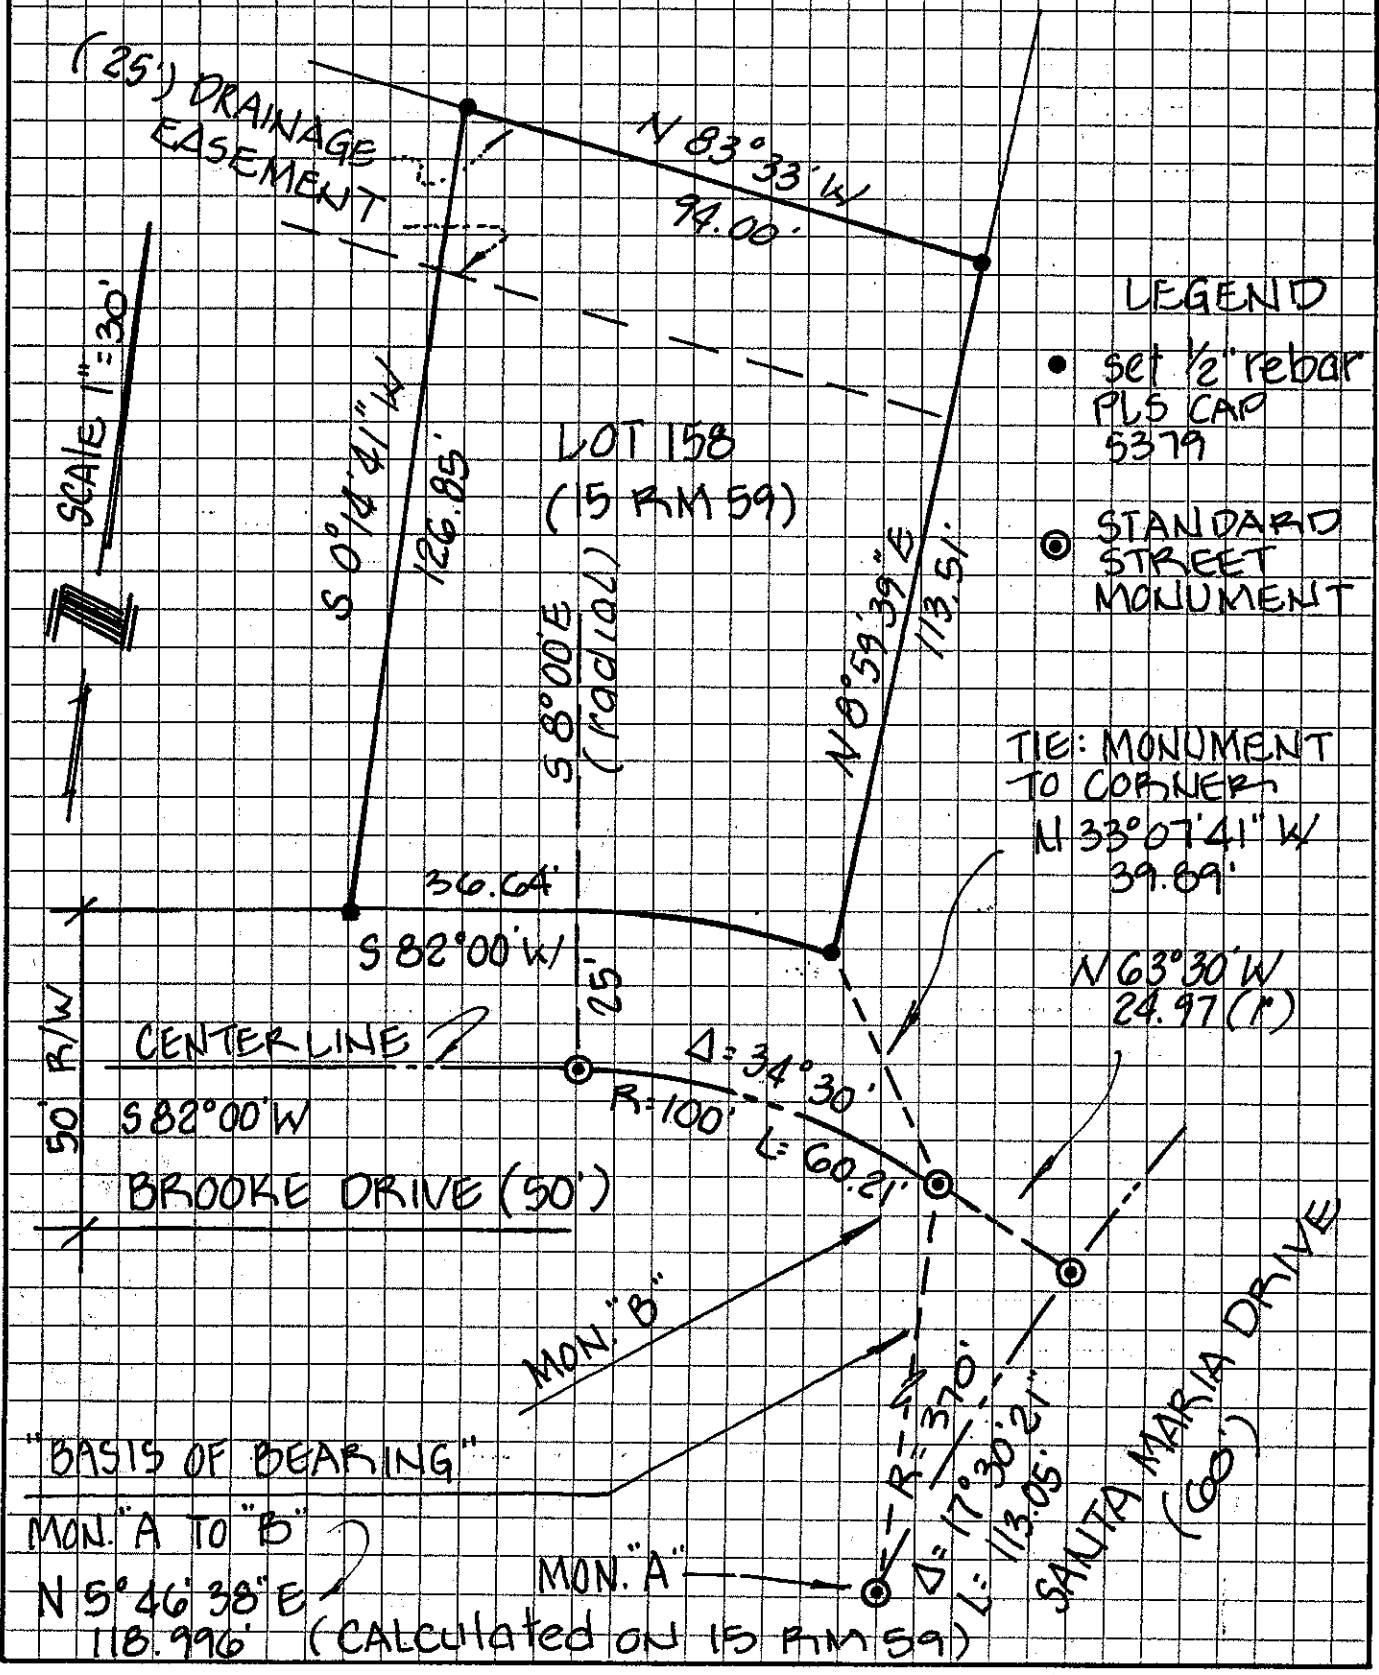 (25') DRAINAGE
EASEMENT
N 83°33' W
94.00'
SCALE 1"=30'
LEGEND
set 1/2" rebar
PLS CAP
5379
STANDARD
STREET
MONUMENT
S 0°14'41" W
126.85'
LOT 158
(15 RM 59)
S 8°00' E
(radial)
N 8°59'39" E
113.51'
TIE: MONUMENT
TO CORNER
N 33°07'41" W
39.89'
36.64'
S 82°00' W
25'
N 63°30' W
24.97 (r)
50' R/W
CENTERLINE
S 82°00' W
Δ= 34°30'
R=100'
L= 60.21'
BROOKE DRIVE (50')
MON. "B"
"BASIS OF BEARING"
MON. "A TO "B"
N 5°46'38" E
118.996' (CALCulated ON 15 RM 59)
MON. "A"
R= 370'
Δ= 17°30'21"
L= 113.05'
SANTA MARIA DRIVE
(60')